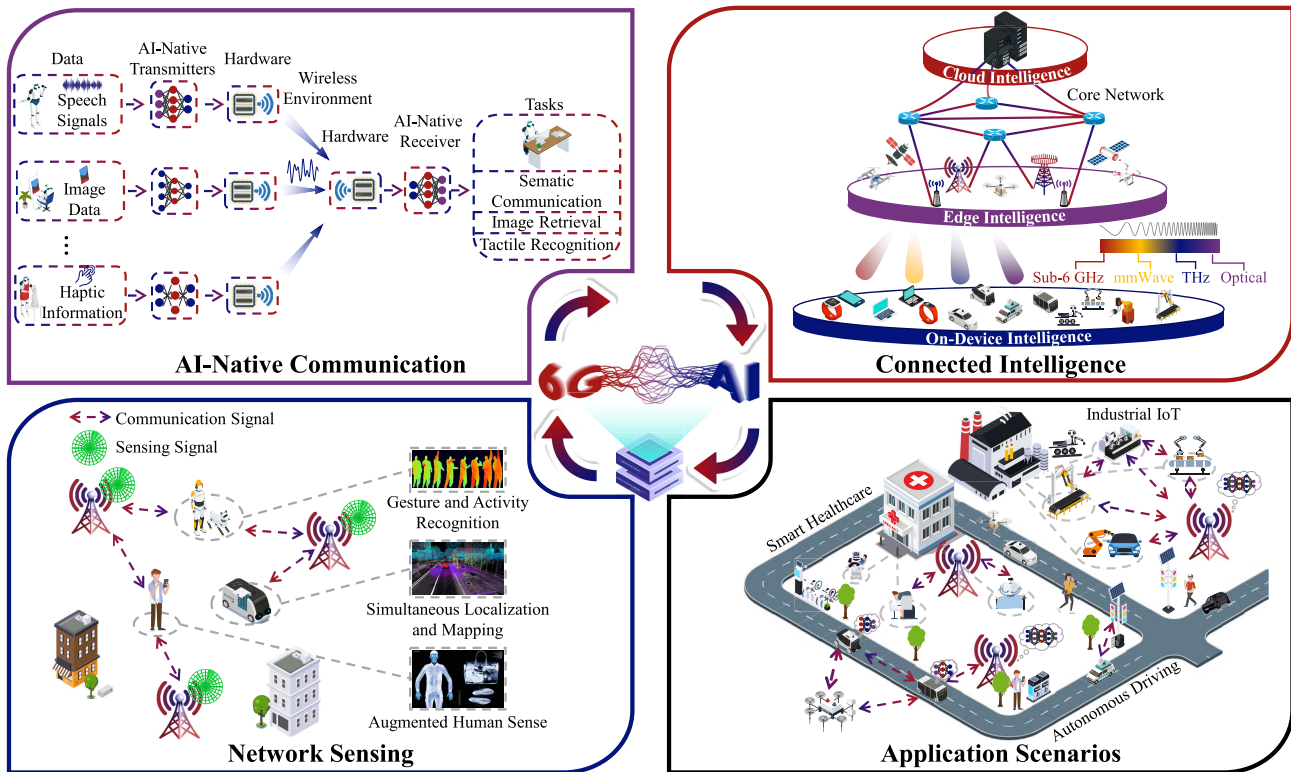 Data
AI-Native
Transmitters
Hardware
Wireless
Environment
Speech
Signals
Hardware
AI-Native
Receiver
Tasks
Image
Data
Sematic
Communication
Image Retrieval
Tactile Recognition
Haptic
Information
AI-Native Communication
Cloud Intelligence
Core Network
Edge Intelligence
Sub-6 GHz
mmWave
THz
Optical
On-Device Intelligence
Connected Intelligence
6G
AI
Communication Signal
Sensing Signal
Gesture and Activity
Recognition
Simultaneous Localization
and Mapping
Augmented Human Sense
Network Sensing
Industrial IoT
Smart Healthcare
Autonomous Driving
Application Scenarios